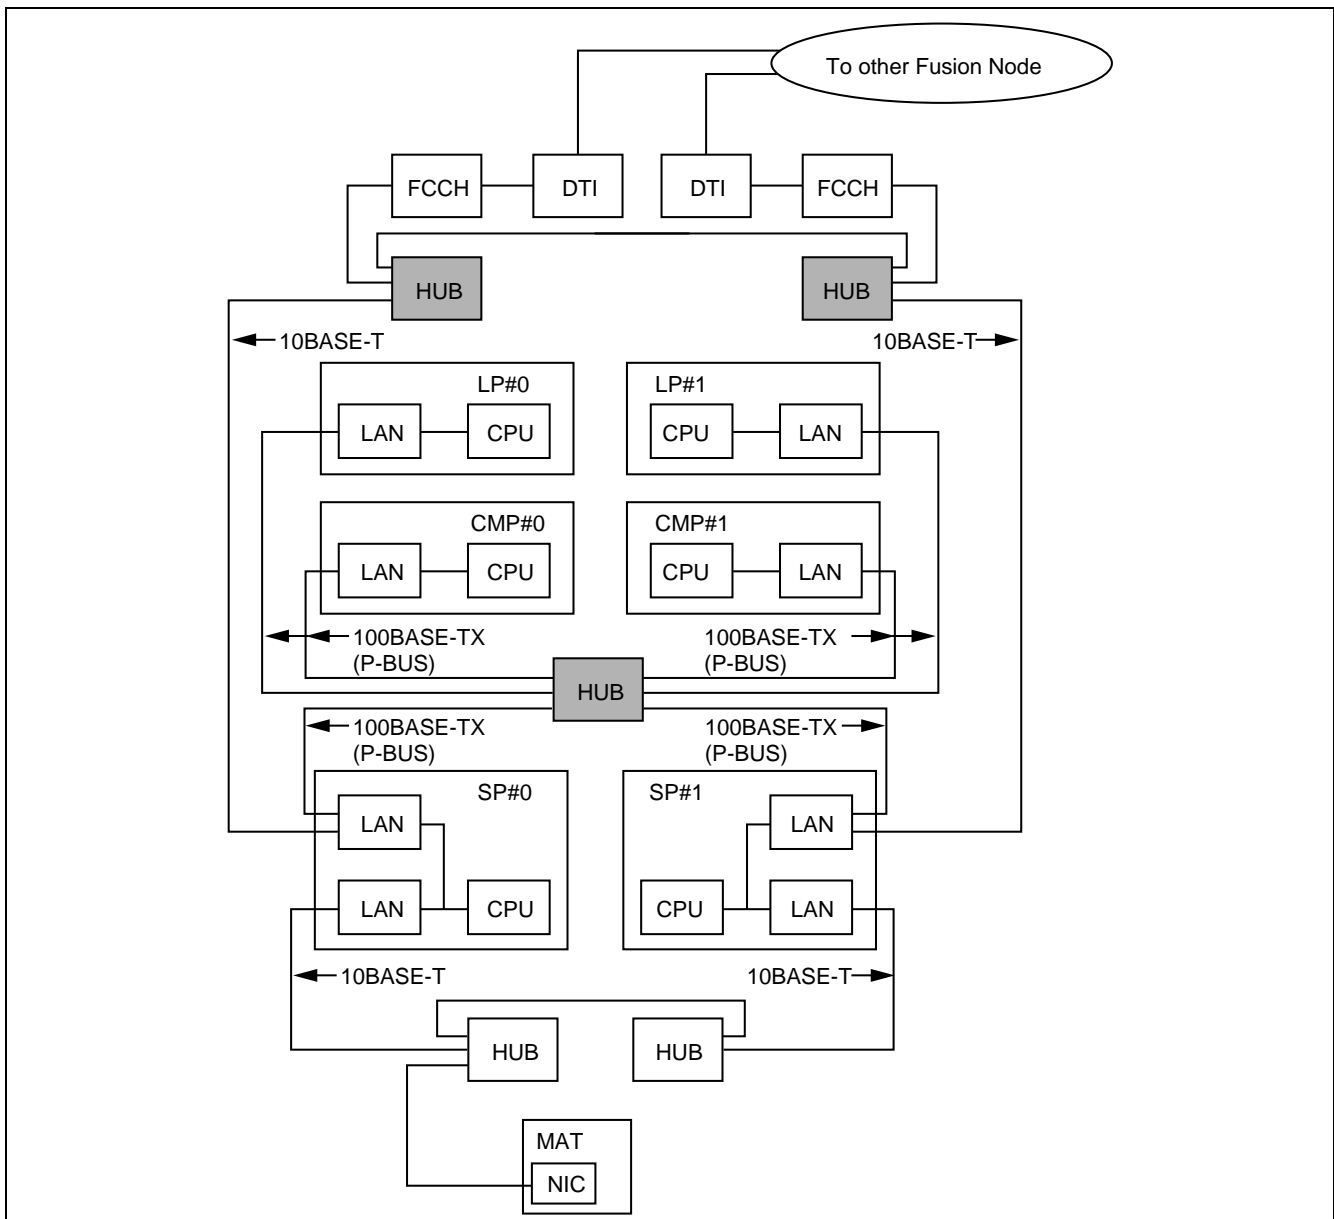 To other Fusion Node
FCCH
DTI
DTI
FCCH
HUB
HUB
10BASE-T
10BASE-T
LP#0
LP#1
LAN
CPU
CPU
LAN
CMP#0
CMP#1
LAN
CPU
CPU
LAN
100BASE-TX
(P-BUS)
100BASE-TX
(P-BUS)
HUB
100BASE-TX
(P-BUS)
100BASE-TX
(P-BUS)
SP#0
SP#1
LAN
LAN
LAN
CPU
CPU
LAN
10BASE-T
10BASE-T
HUB
HUB
MAT
NIC